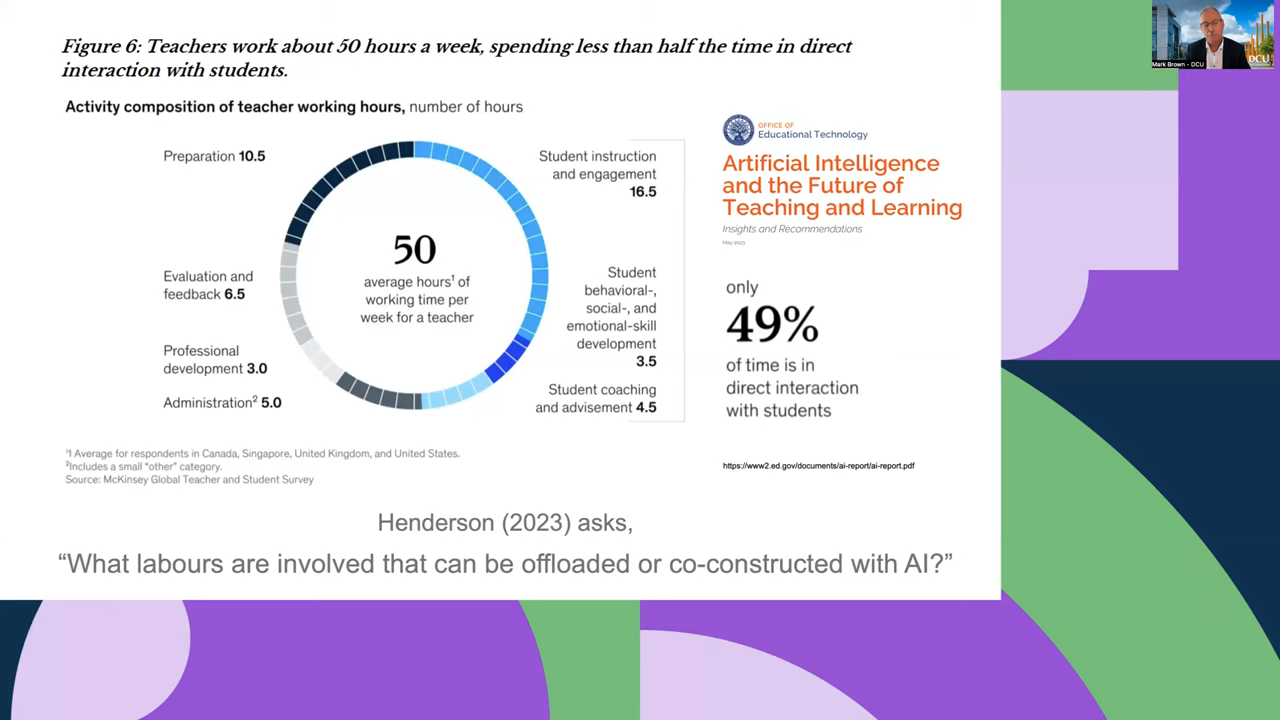 Figure 6: Teachers work about 50 hours a week, spending less than half the time in direct
interaction with students.
Activity composition of teacher working hours, number of hours
Preparation 10.5
Evaluation and
feedback 6.5
Professional
development 3.0
Administration² 5.0
50
average hours¹ of
working time per
week for a teacher
Student instruction
and engagement
16.5
Student
behavioral-,
social-, and
emotional-skill
development
3.5
Student coaching
and advisement 4.5
¹1 Average for respondents in Canada, Singapore, United Kingdom, and United States.
²Includes a small "other" category.
Source: McKinsey Global Teacher and Student Survey
OFFICE OF
Educational Technology
Artificial Intelligence
and the Future of
Teaching and Learning
Insights and Recommendations
May 2023
only
49%
of time is in
direct interaction
with students
https://www2.ed.gov/documents/ai-report/ai-report.pdf
Henderson (2023) asks,
“What labours are involved that can be offloaded or co-constructed with AI?”
Mark Brown - DCU
DCU